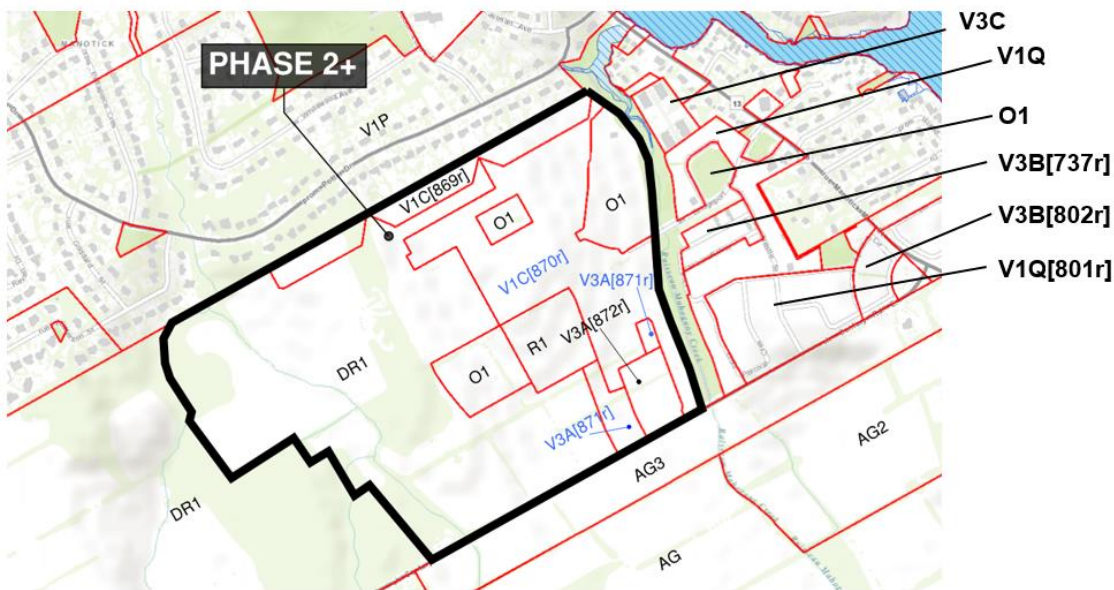 MANOTICK
PHASE 2+
V1P
13
V3C
V1Q
O1
V3B[737r]
V3B[802r]
V1Q[801r]
V1C[869r]
O1
O1
V1C[870r]
V3A[871r]
V3A[872r]
R1
DR1
O1
V3A[871r]
AG3
AG2
DR1
AG